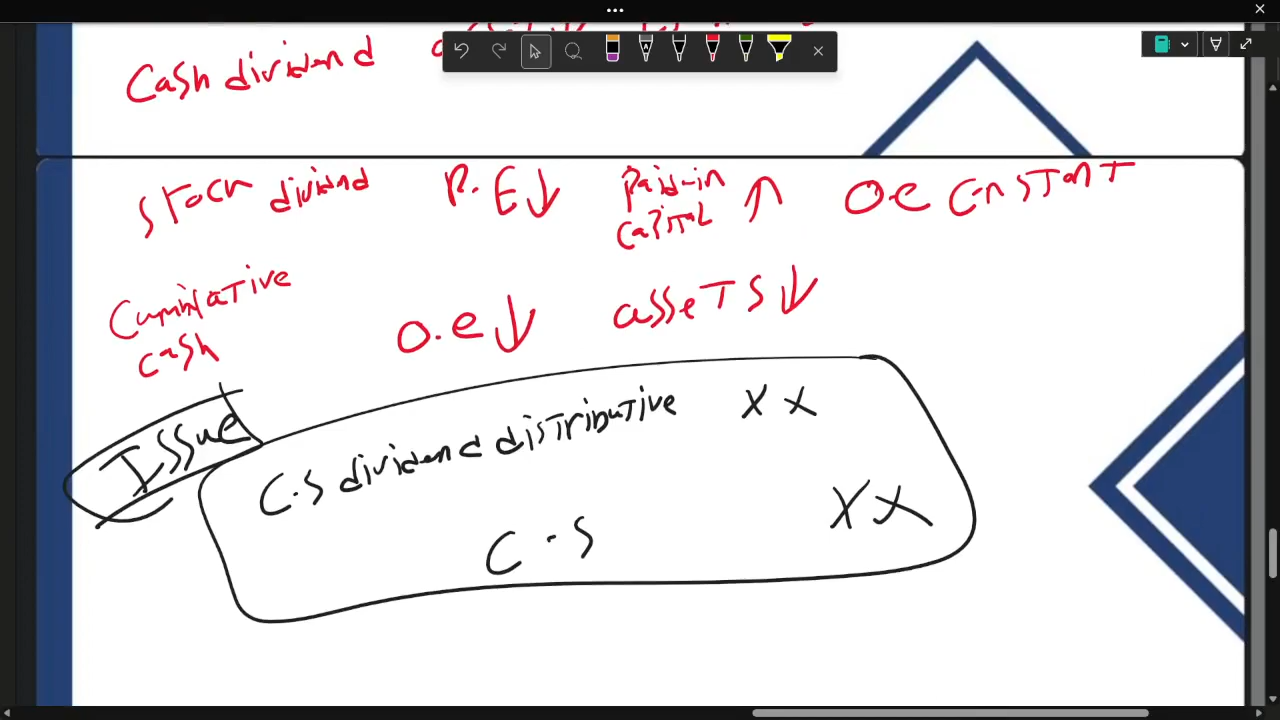 Cash dividend
stock dividend R.E↓ Paid-in capital ↑ O.e constant
Cumulative cash O.e↓ assets↓
Issue
C.S dividend distributive XX
C.S XX